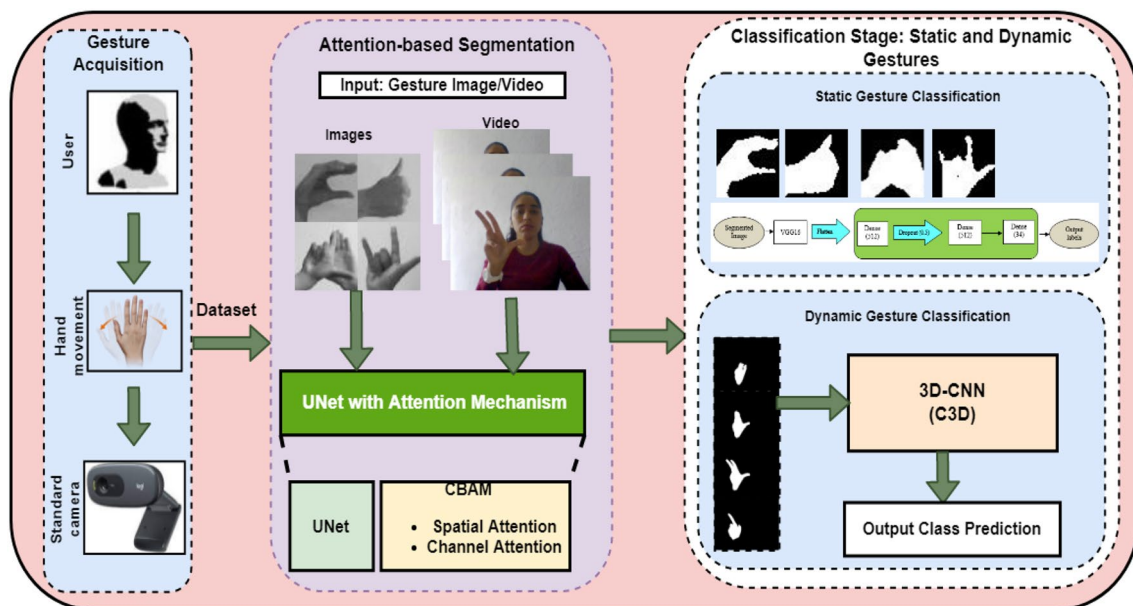 Gesture
Acquisition
User
Hand
movement
Standard
camera
Dataset
Attention-based Segmentation
Input: Gesture Image/Video
Images
Video
UNet with Attention Mechanism
UNet
CBAM
• Spatial Attention
• Channel Attention
Classification Stage: Static and Dynamic
Gestures
Static Gesture Classification
Segmented
Image
VGG16
Flatten
Dense
(512)
Dropout (0.5)
Dense
(512)
Dense
Output
labels
Dynamic Gesture Classification
3D-CNN
(C3D)
Output Class Prediction